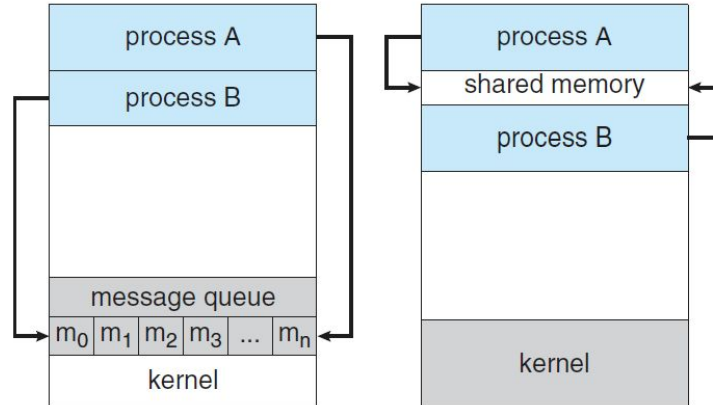 process A
process B
message queue
m0 m1 m2 m3 ... mn
kernel
process A
shared memory
process B
kernel